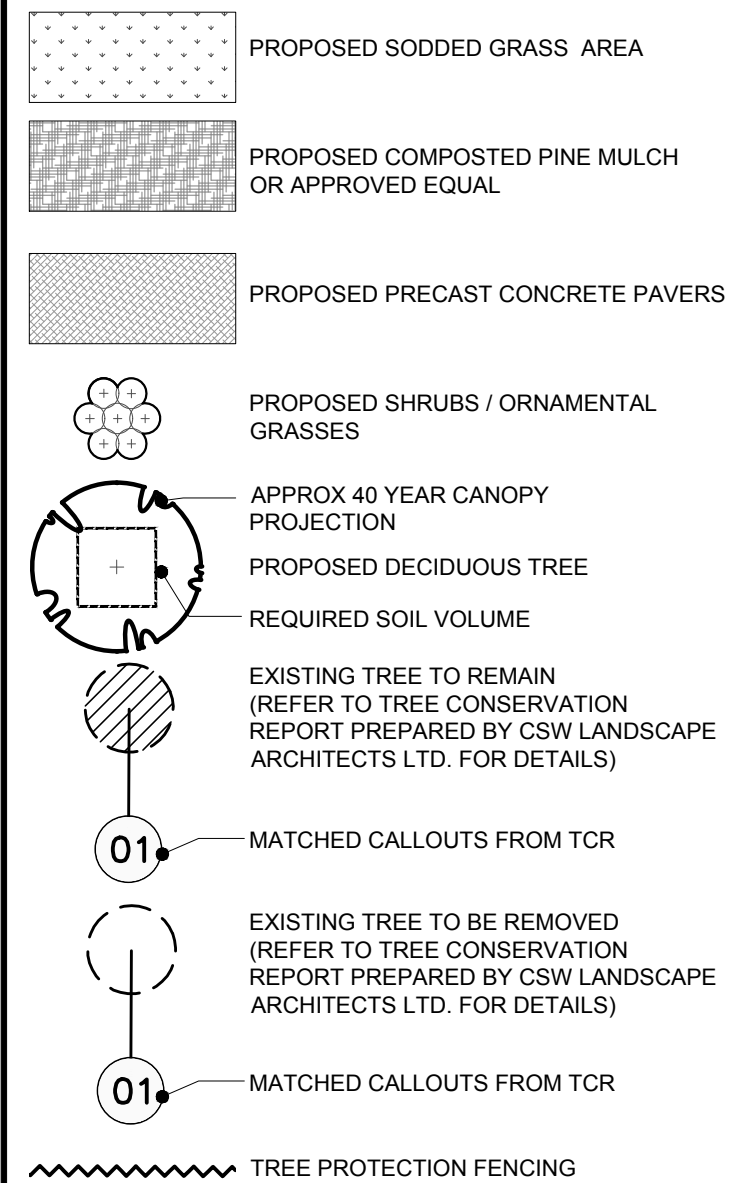 PROPOSED SODDED GRASS AREA
PROPOSED COMPOSTED PINE MULCH
OR APPROVED EQUAL
PROPOSED PRECAST CONCRETE PAVERS
PROPOSED SHRUBS / ORNAMENTAL
GRASSES
APPROX 40 YEAR CANOPY
PROJECTION
PROPOSED DECIDUOUS TREE
REQUIRED SOIL VOLUME
EXISTING TREE TO REMAIN
(REFER TO TREE CONSERVATION
REPORT PREPARED BY CSW LANDSCAPE
ARCHITECTS LTD. FOR DETAILS)
01
MATCHED CALLOUTS FROM TCR
EXISTING TREE TO BE REMOVED
(REFER TO TREE CONSERVATION
REPORT PREPARED BY CSW LANDSCAPE
ARCHITECTS LTD. FOR DETAILS)
01
MATCHED CALLOUTS FROM TCR
TREE PROTECTION FENCING